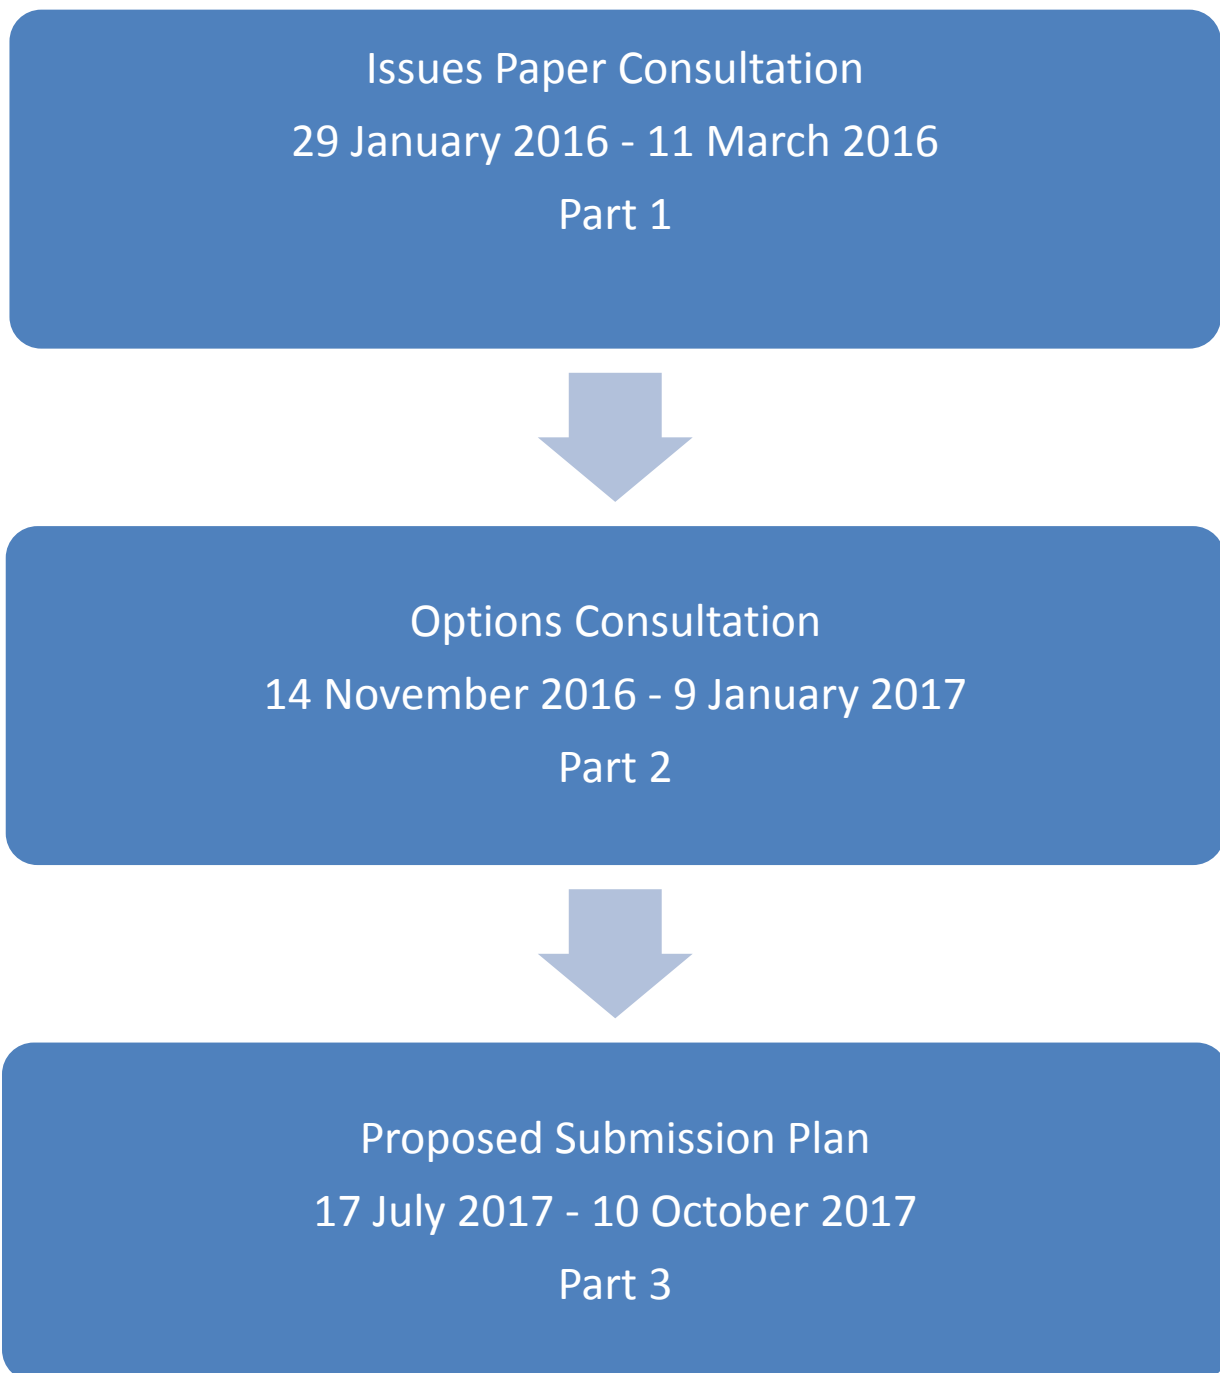 Issues Paper Consultation
29 January 2016 - 11 March 2016
Part 1
Options Consultation
14 November 2016 - 9 January 2017
Part 2
Proposed Submission Plan
17 July 2017 - 10 October 2017
Part 3